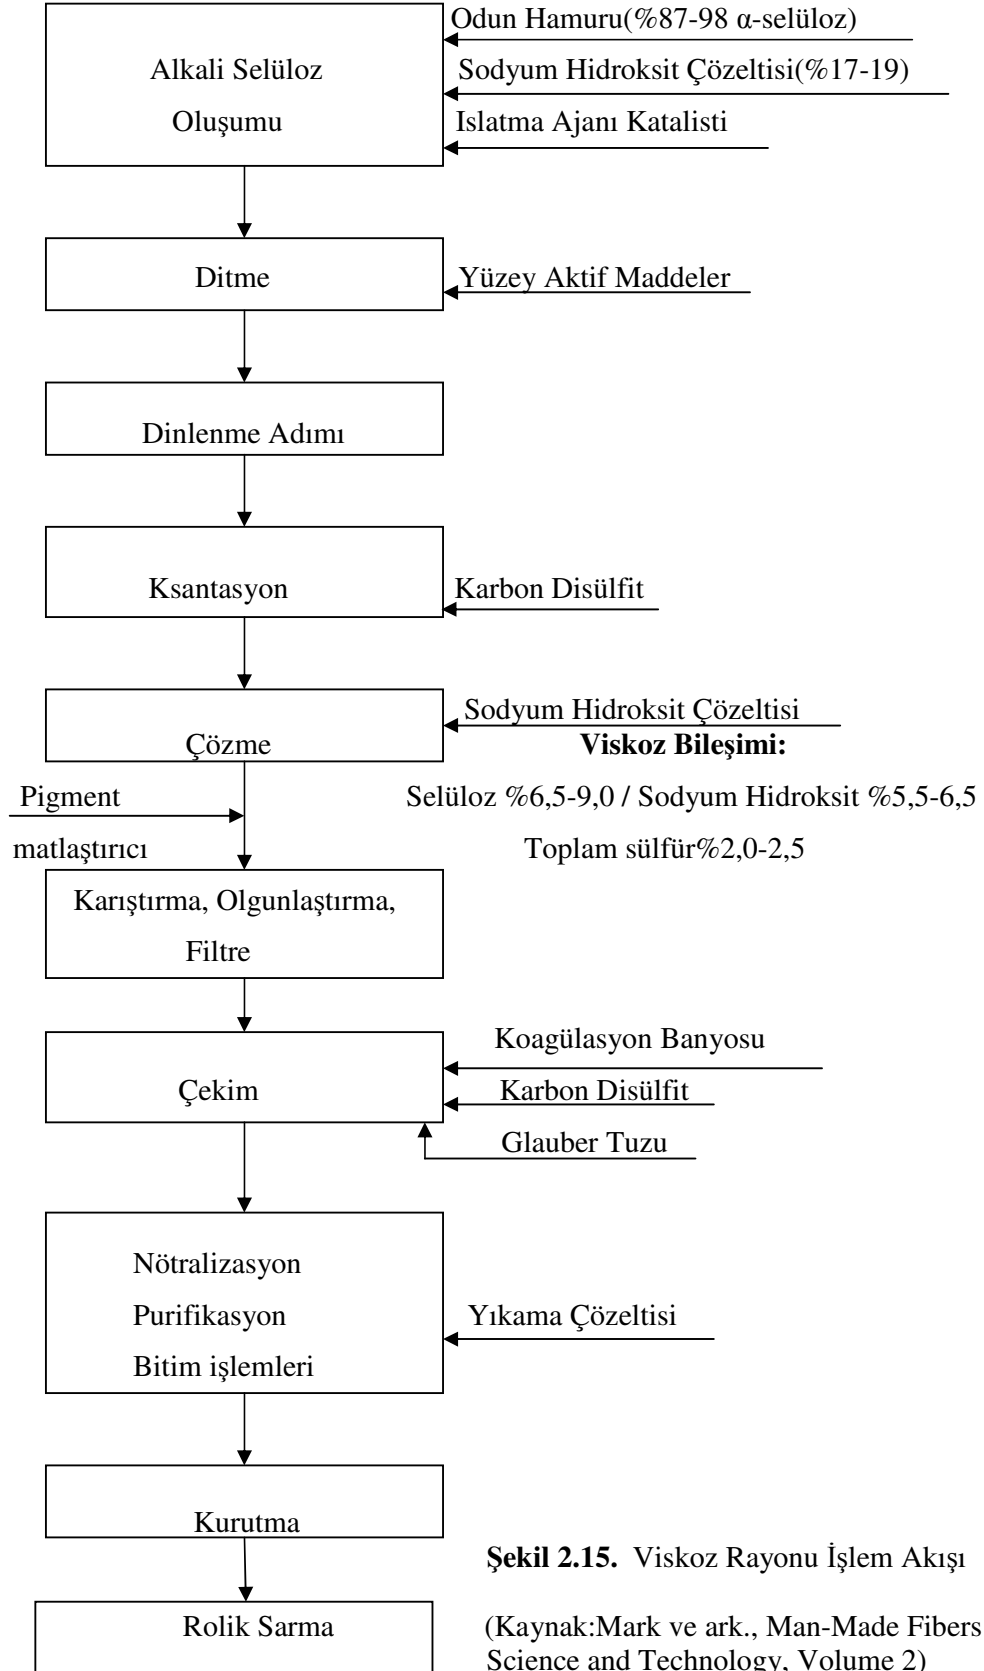 Odun Hamuru(%87-98 α-selüloz)
Alkali Selüloz
Sodyum Hidroksit Çözeltisi(%17-19)
Oluşumu
Islatma Ajanı Katalisti
Ditme
Yüzey Aktif Maddeler
Dinlenme Adımı
Ksantasyon
Karbon Disülfit
Sodyum Hidroksit Çözeltisi
Çözme
Viskoz Bileşimi:
Pigment
Selüloz %6,5-9,0 / Sodyum Hidroksit %5,5-6,5
matlaştırıcı
Toplam sülfür%2,0-2,5
Karıştırma, Olgunlaştırma,
Filtre
Koagülasyon Banyosu
Çekim
Karbon Disülfit
Glauber Tuzu
Nötralizasyon
Purifikasyon
Yıkama Çözeltisi
Bitim işlemleri
Kurutma
Şekil 2.15. Viskoz Rayonu İşlem Akışı
Rolik Sarma
(Kaynak:Mark ve ark., Man-Made Fibers
Science and Technology, Volume 2)